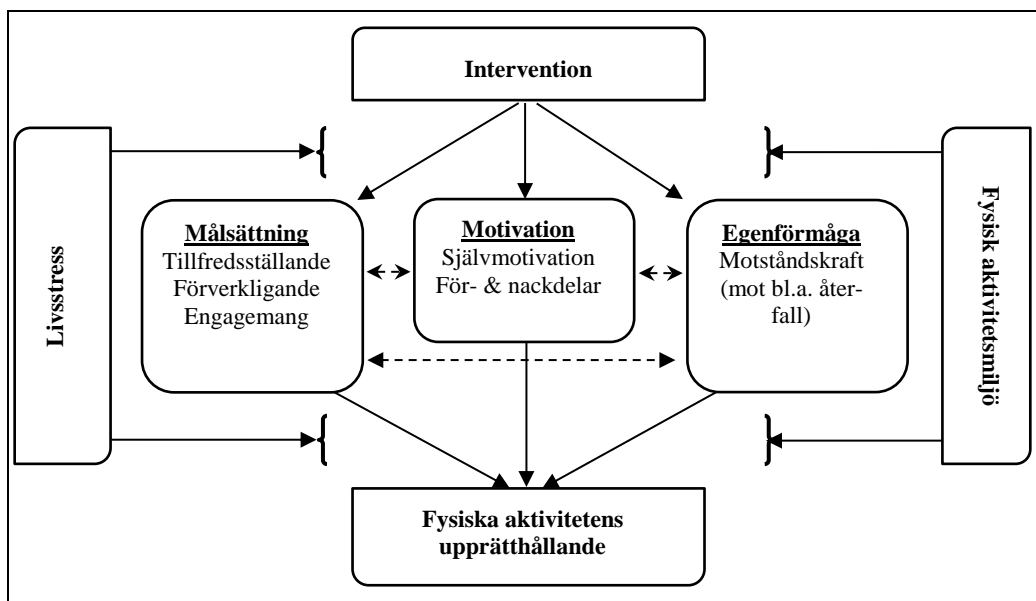 Intervention
Livsstress
Målsättning
Tillfredsställande
Förverkligande
Engagemang
Motivation
Självmotivation
För- & nackdelar
Egenförmåga
Motståndskraft
(mot bl.a. åter-
fall)
Fysisk aktivitetsmiljö
Fysiska aktivitetens
upprätthållande